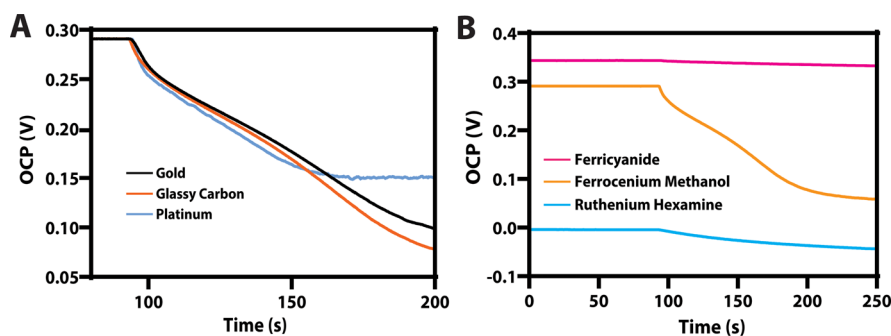 A
OCP (V)
0.30
0.25
0.20
0.15
0.10
0.05
Gold
Glassy Carbon
Platinum
100
150
200
Time (s)
B
OCP (V)
0.4
0.3
0.2
0.1
0.0
-0.1
Ferricyanide
Ferrocenium Methanol
Ruthenium Hexamine
0
50
100
150
200
250
Time (s)